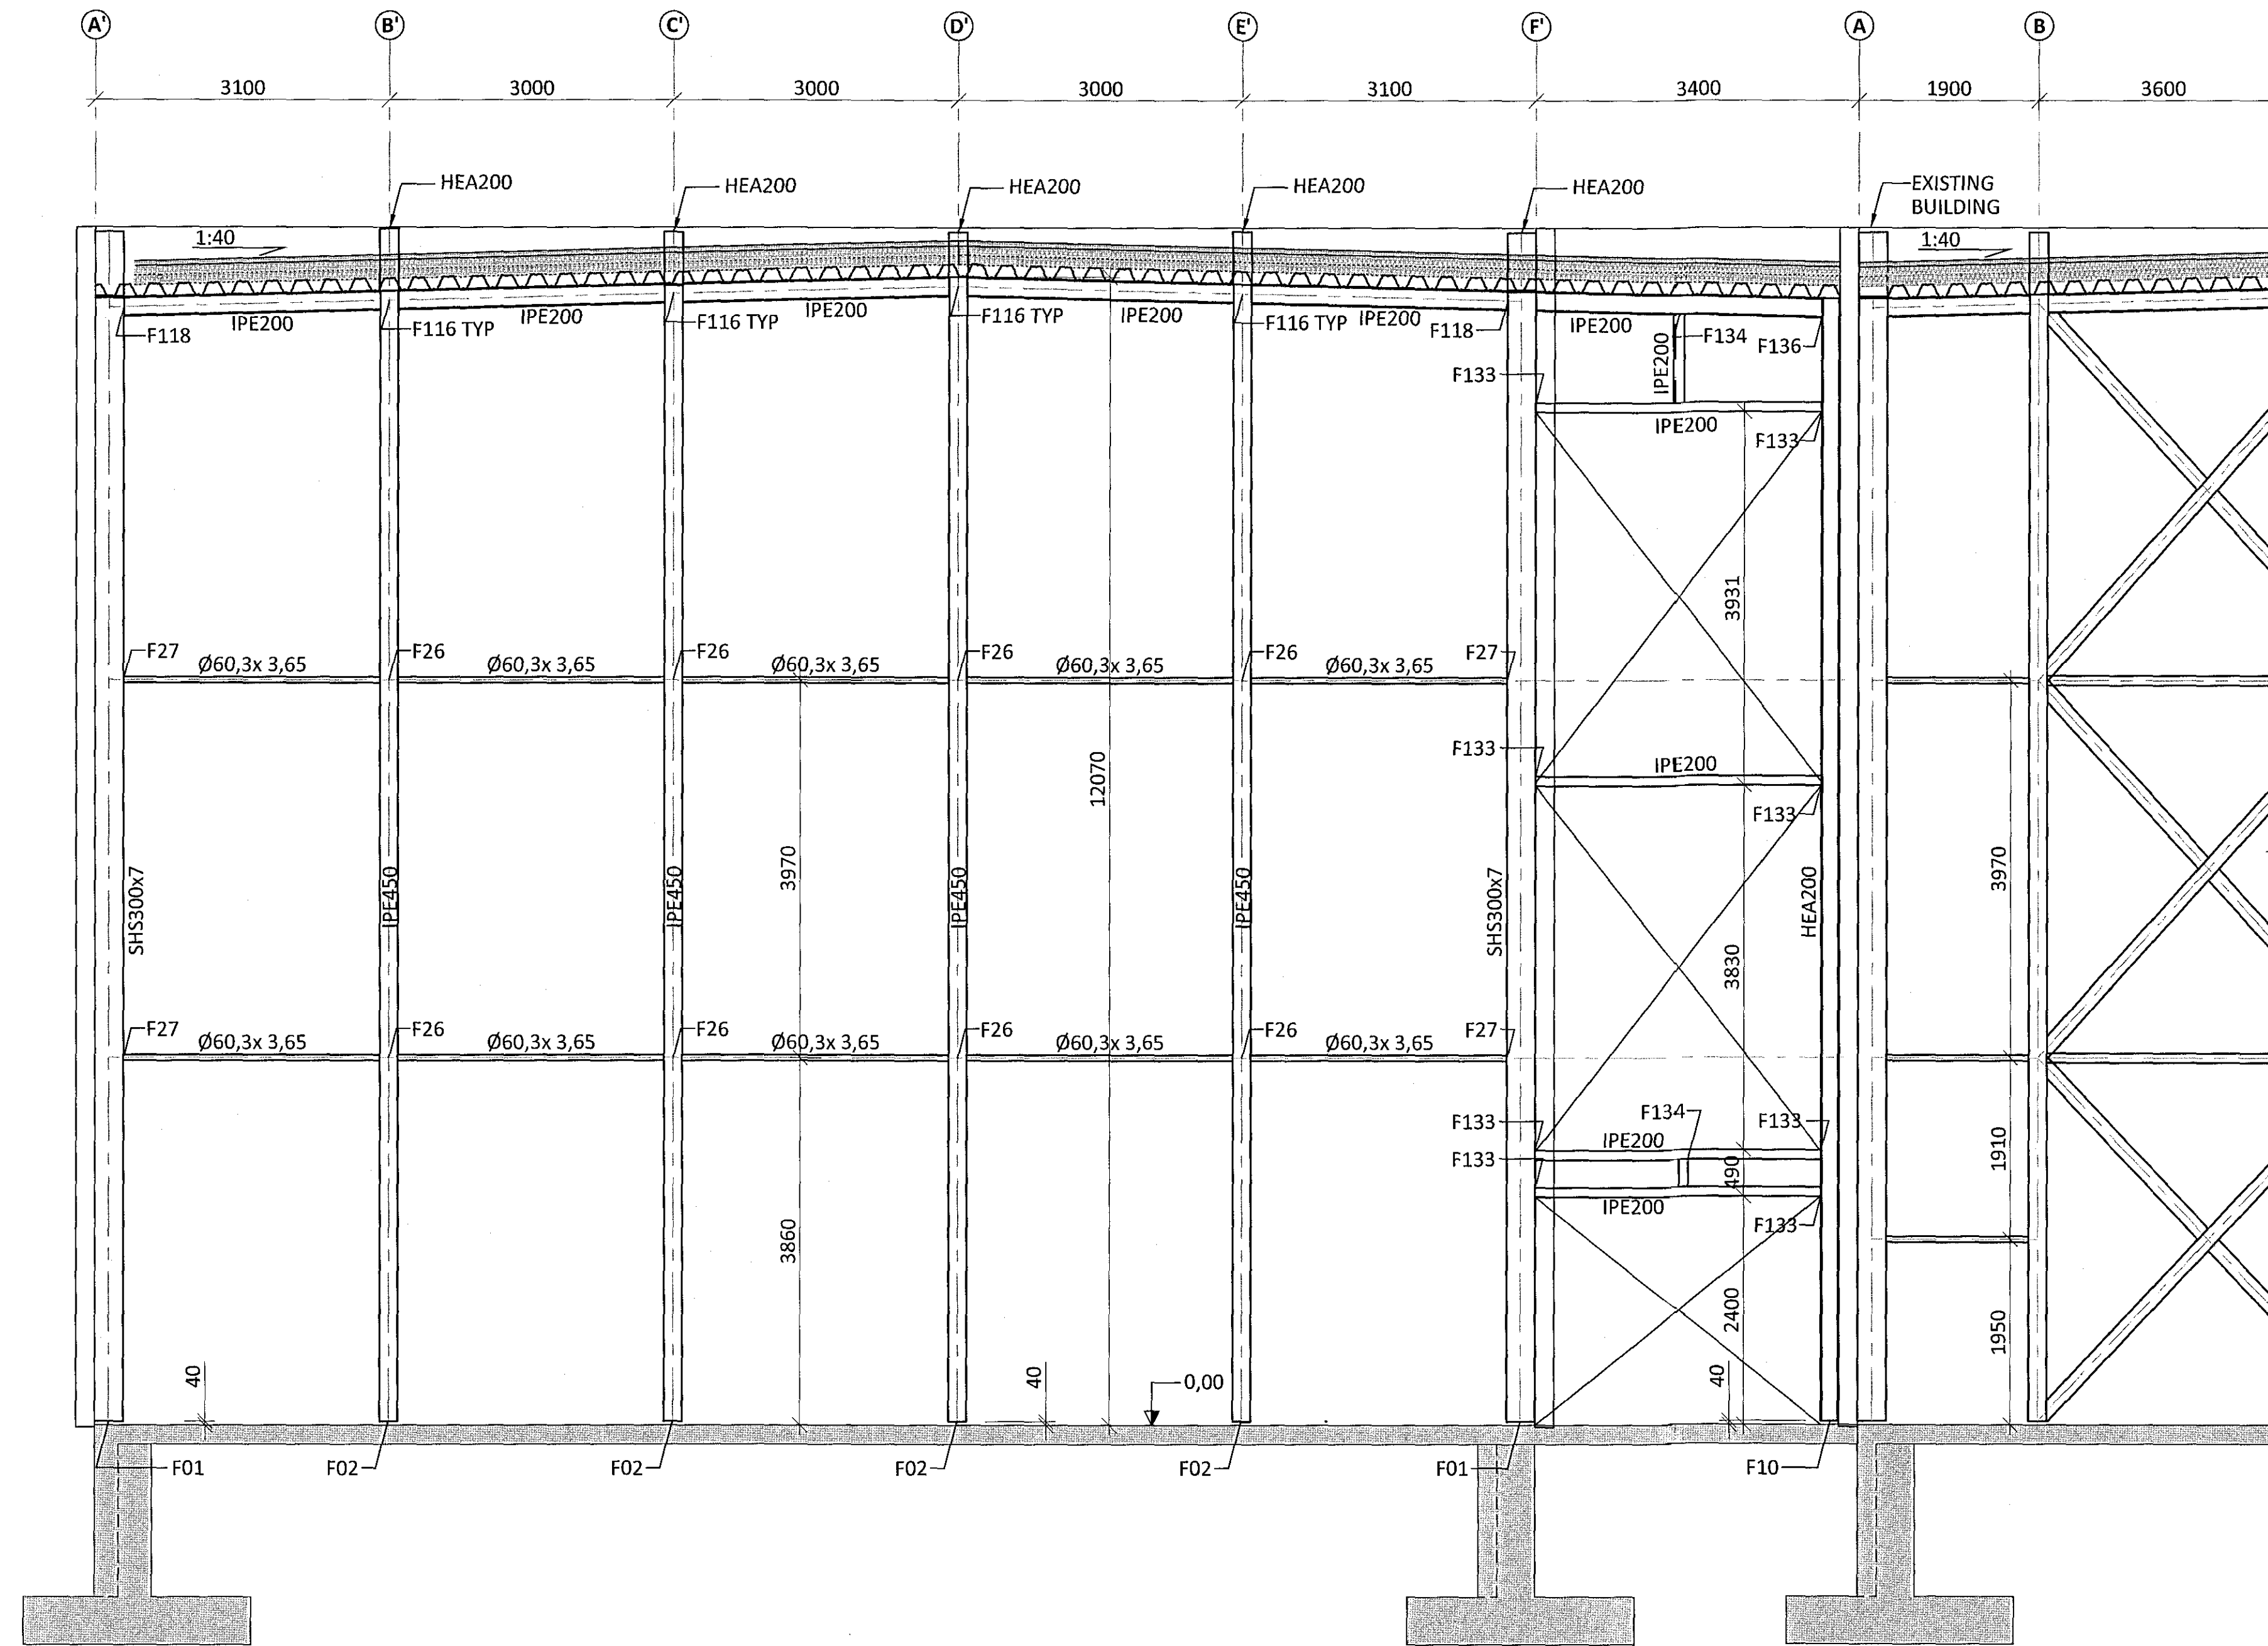 A' B' C' D' E' F' A B
3100 3000 3000 3000 3100 3400 1900 3600
HEA200 HEA200 HEA200 HEA200 HEA200 EXISTING
BUILDING
1:40 1:40
IPE200 IPE200 IPE200 IPE200 IPE200 IPE200
F118 F116 TYP F116 TYP F116 TYP F116 TYP F118 F134 F136
IPE200
F133
IPE200
F133
3931
F27 F26 F26 F26 F26 F27
Ø60,3x 3,65 Ø60,3x 3,65 Ø60,3x 3,65 Ø60,3x 3,65 Ø60,3x 3,65
F133 IPE200
12070
F133
3970 3970
SHS300x7 IPE450 IPE450 IPE450 IPE450 SHS300x7 HEA200
3830
F27 F26 F26 F26 F26 F27
Ø60,3x 3,65 Ø60,3x 3,65 Ø60,3x 3,65 Ø60,3x 3,65 Ø60,3x 3,65
F134
F133 F133
IPE200
1910
F133 490
IPE200
F133
3860
2400 1950
40 40 0,00 40
F01 F02 F02 F02 F02 F01 F10